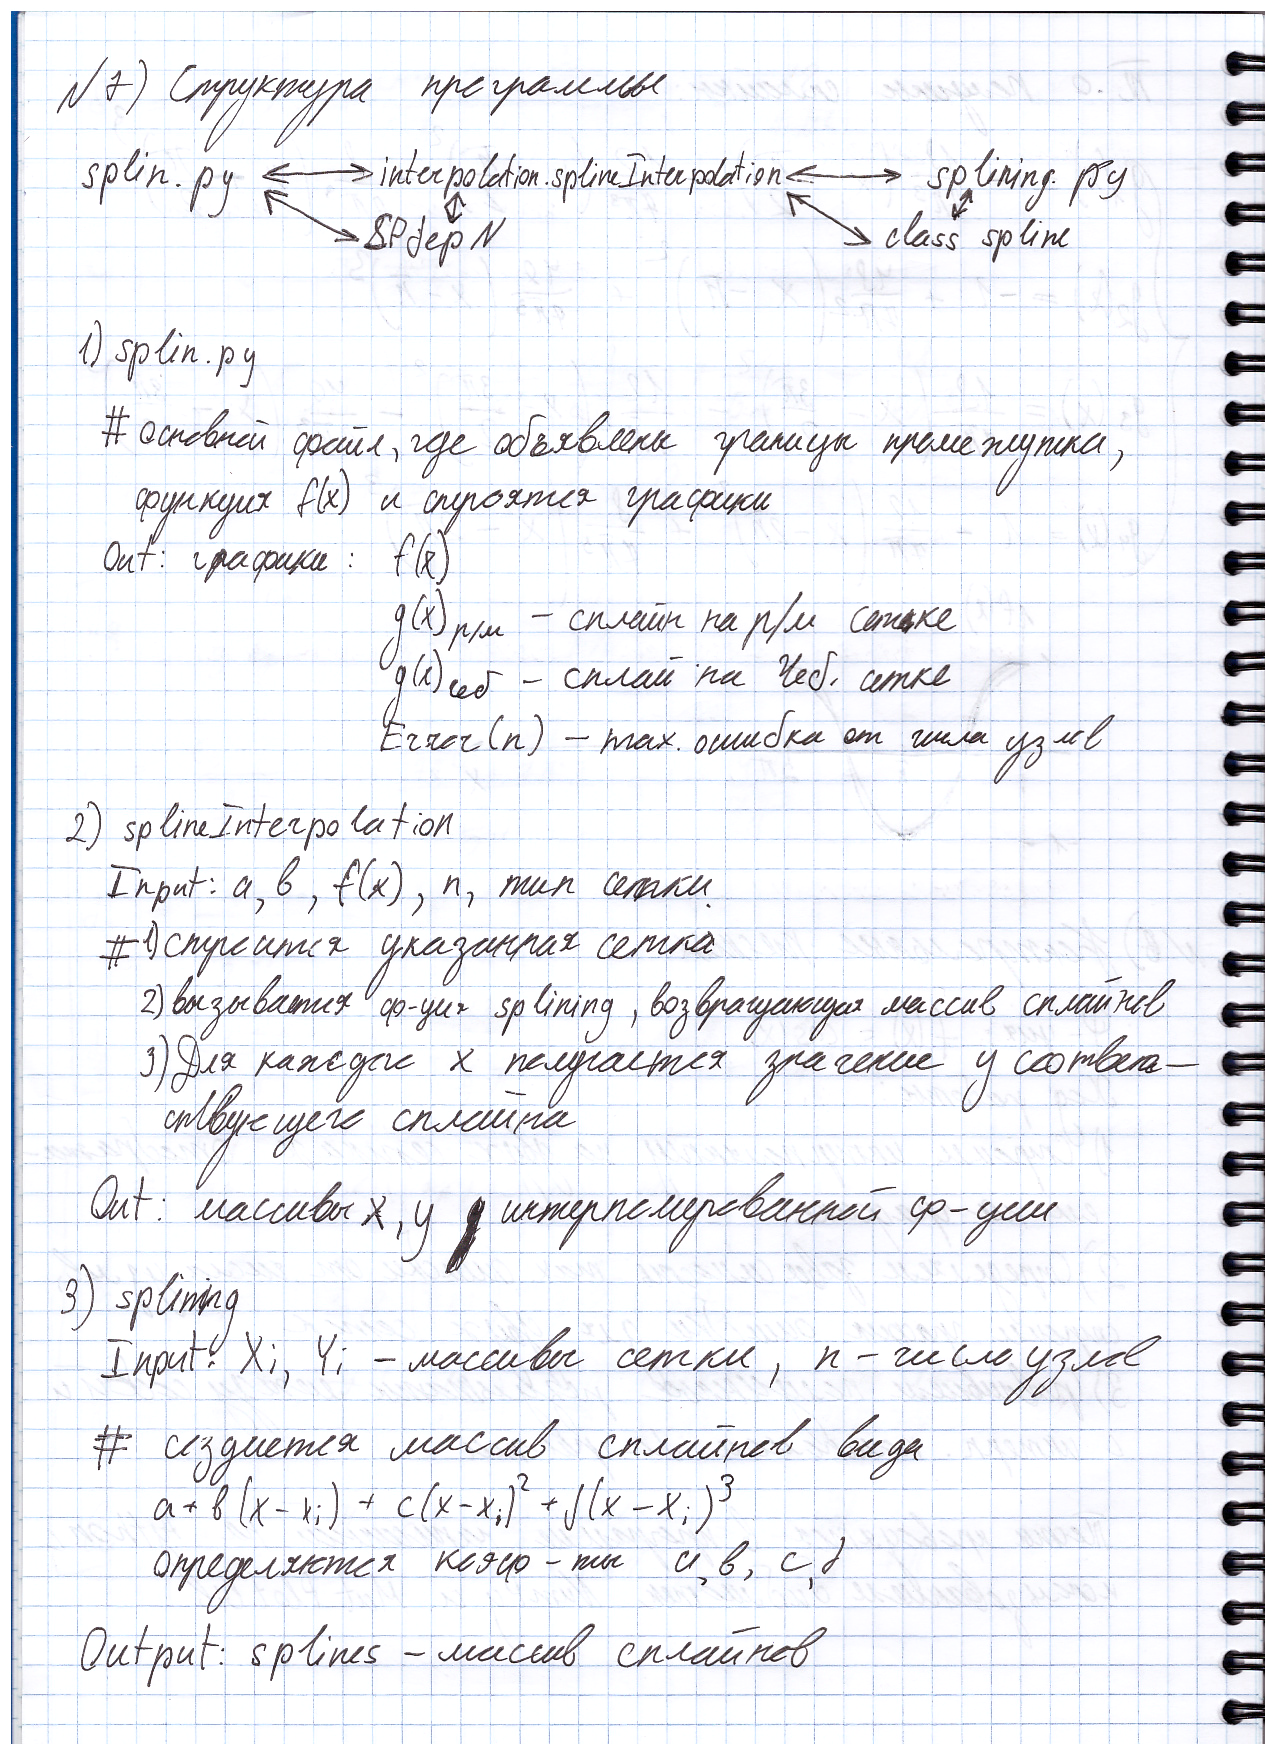 N7) Структура программы
splin.py interpolation.splineInterpolation splining.py
class spline
1) splin.py
# основной файл, где объявлены границы промежутка,
функция f(x) и строятся графики
Out: графики: f(x)
g(x) р/м – сплайн на р/м сетке
g(x) чеб – сплай на Чеб. сетке
Error(n) – max. ошибка от числа узлов
2) splineInterpolation
Input: a, b, f(x), n, тип сетки.
# 1) строится указанная сетка
2) вызывается ф-ция splining, возвращающая массив сплайнов
3) Для каждого x получается значение y соответ-
ствующего сплайна
Out: массивы x, y интерполированной ф-ции
3) splining
Input: Xi, Yi – массивы сетки, n – число узлов
# создается массив сплайнов вида
a + b(x-xi) + c(x-xi)² + d(x-xi)³
определяются коэф-ты a, b, c, d
Output: splines – массив сплайнов